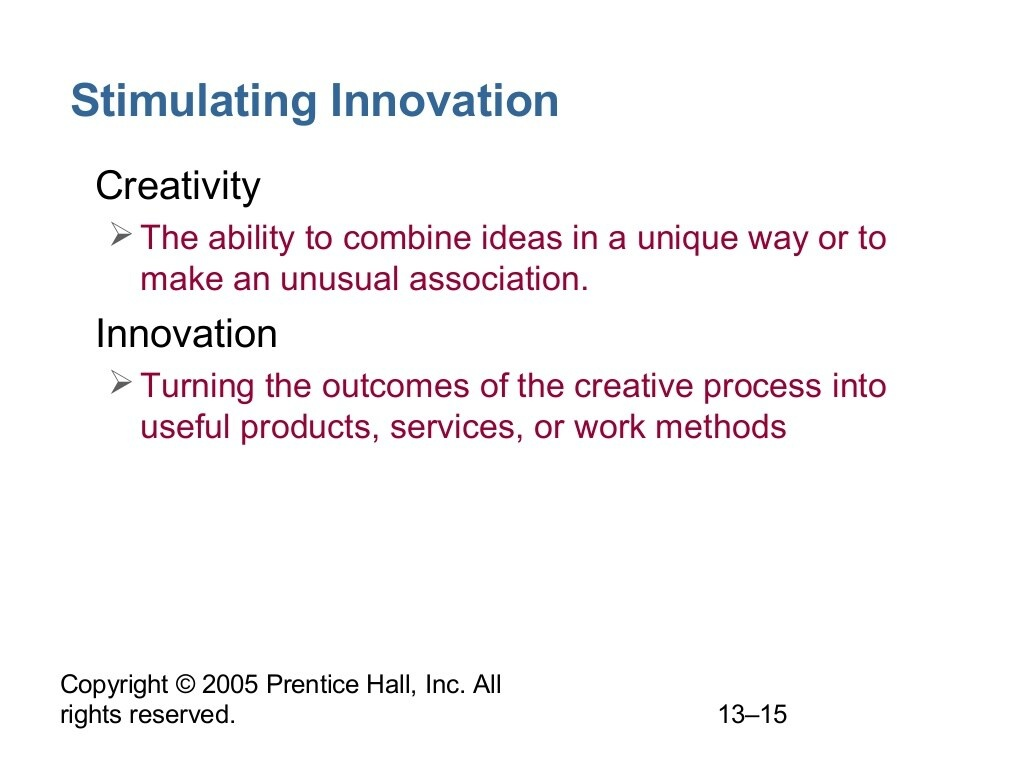 Stimulating Innovation
Creativity
The ability to combine ideas in a unique way or to
make an unusual association.
Innovation
Turning the outcomes of the creative process into
useful products, services, or work methods
Copyright © 2005 Prentice Hall, Inc. All
rights reserved.
13–15